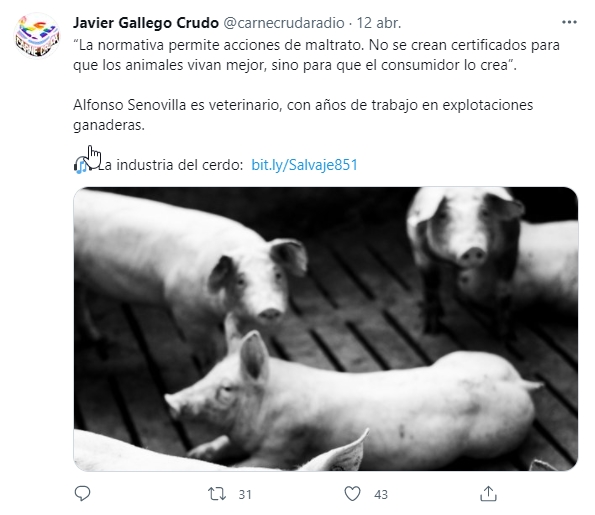 Javier Gallego Crudo @carnecrudaradio · 12 abr.
“La normativa permite acciones de maltrato. No se crean certificados para
que los animales vivan mejor, sino para que el consumidor lo crea”.
Alfonso Senovilla es veterinario, con años de trabajo en explotaciones
ganaderas.
La industria del cerdo: bit.ly/Salvaje851
31 43